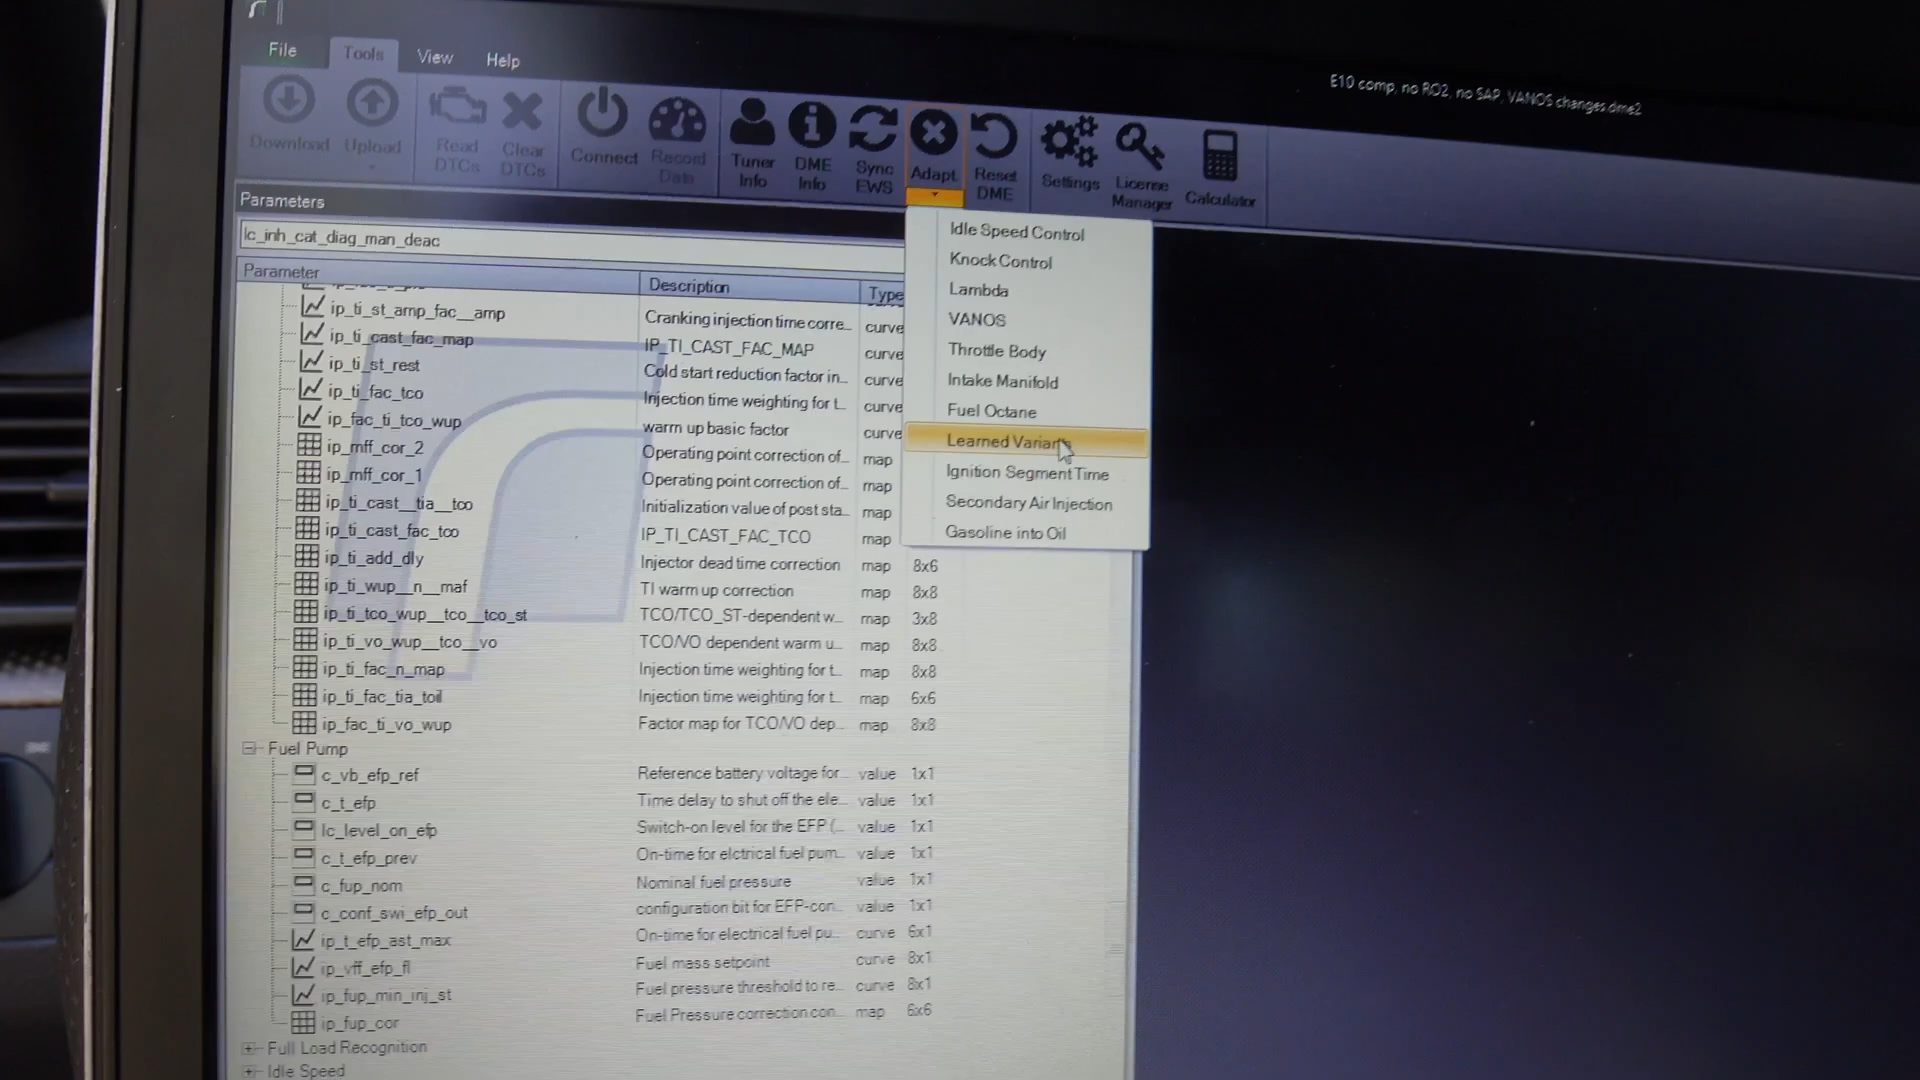 File Tools View Help
E10 comp, no RO2, no SAP, VANOS changes.dme2
Download Upload Read DTCs Clear DTCs Connect Record Data Tuner Info DME Info Sync EWS Adapt Reset DME Settings License Manager Calculator
Parameters
lc_inh_cat_diag_man_deac
Parameter Description Type
ip_ti_st_amp_fac__amp Cranking injection time corre... curve
ip_ti_cast_fac_map IP_TI_CAST_FAC_MAP curve
ip_ti_st_rest Cold start reduction factor in... curve
ip_ti_fac_tco Injection time weighting for t... curve
ip_fac_ti_tco_wup warm up basic factor curve
ip_mff_cor_2 Operating point correction of... map
ip_mff_cor_1 Operating point correction of... map
ip_ti_cast__tia__tco Initialization value of post sta... map
ip_ti_cast_fac_tco IP_TI_CAST_FAC_TCO map
ip_ti_add_dly Injector dead time correction map 8x6
ip_ti_wup__n__maf TI warm up correction map 8x8
ip_ti_tco_wup__tco__tco_st TCO/TCO_ST-dependent w... map 3x8
ip_ti_vo_wup__tco__vo TCO/VO dependent warm u... map 8x8
ip_ti_fac_n_map Injection time weighting for t... map 8x8
ip_ti_fac_tia_toil Injection time weighting for t... map 6x6
ip_fac_ti_vo_wup Factor map for TCO/VO dep... map 8x8
Fuel Pump
c_vb_efp_ref Reference battery voltage for... value 1x1
c_t_efp Time delay to shut off the ele... value 1x1
lc_level_on_efp Switch-on level for the EFP (... value 1x1
c_t_efp_prev On-time for elctrical fuel pum... value 1x1
c_fup_nom Nominal fuel pressure value 1x1
c_conf_swi_efp_out configuration bit for EFP-con... value 1x1
ip_t_efp_ast_max On-time for electrical fuel pu... curve 6x1
ip_vff_efp_fl Fuel mass setpoint curve 8x1
ip_fup_min_inj_st Fuel pressure threshold to re... curve 8x1
ip_fup_cor Fuel Pressure correction con... map 6x6
Full Load Recognition
Idle Speed
Idle Speed Control
Knock Control
Lambda
VANOS
Throttle Body
Intake Manifold
Fuel Octane
Learned Variants
Ignition Segment Time
Secondary Air Injection
Gasoline into Oil